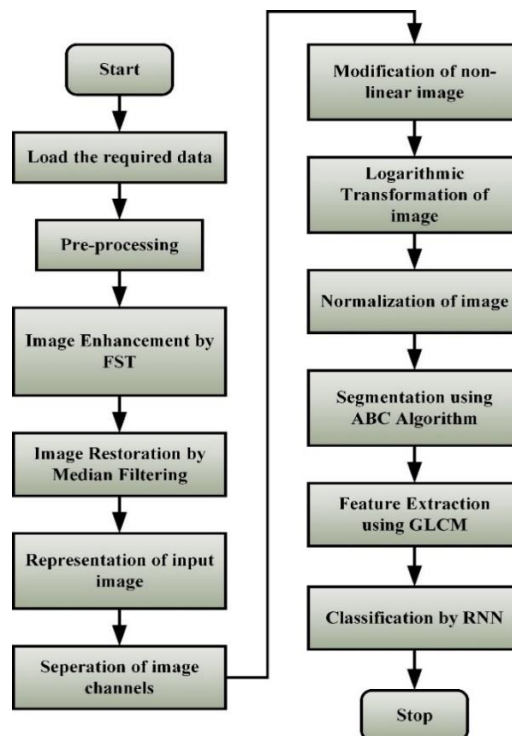 Start
Load the required data
Pre-processing
Image Enhancement by
FST
Image Restoration by
Median Filtering
Representation of input
image
Seperation of image
channels
Modification of non-
linear image
Logarithmic
Transformation of
image
Normalization of image
Segmentation using
ABC Algorithm
Feature Extraction
using GLCM
Classification by RNN
Stop